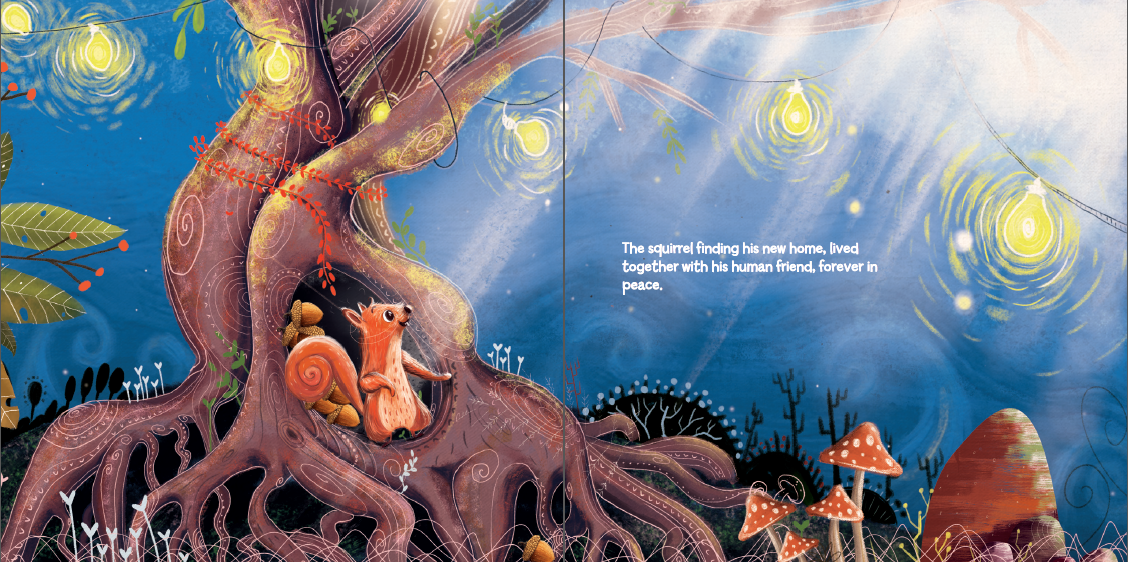 The squirrel finding his new home, lived
together with his human friend, forever in
peace.